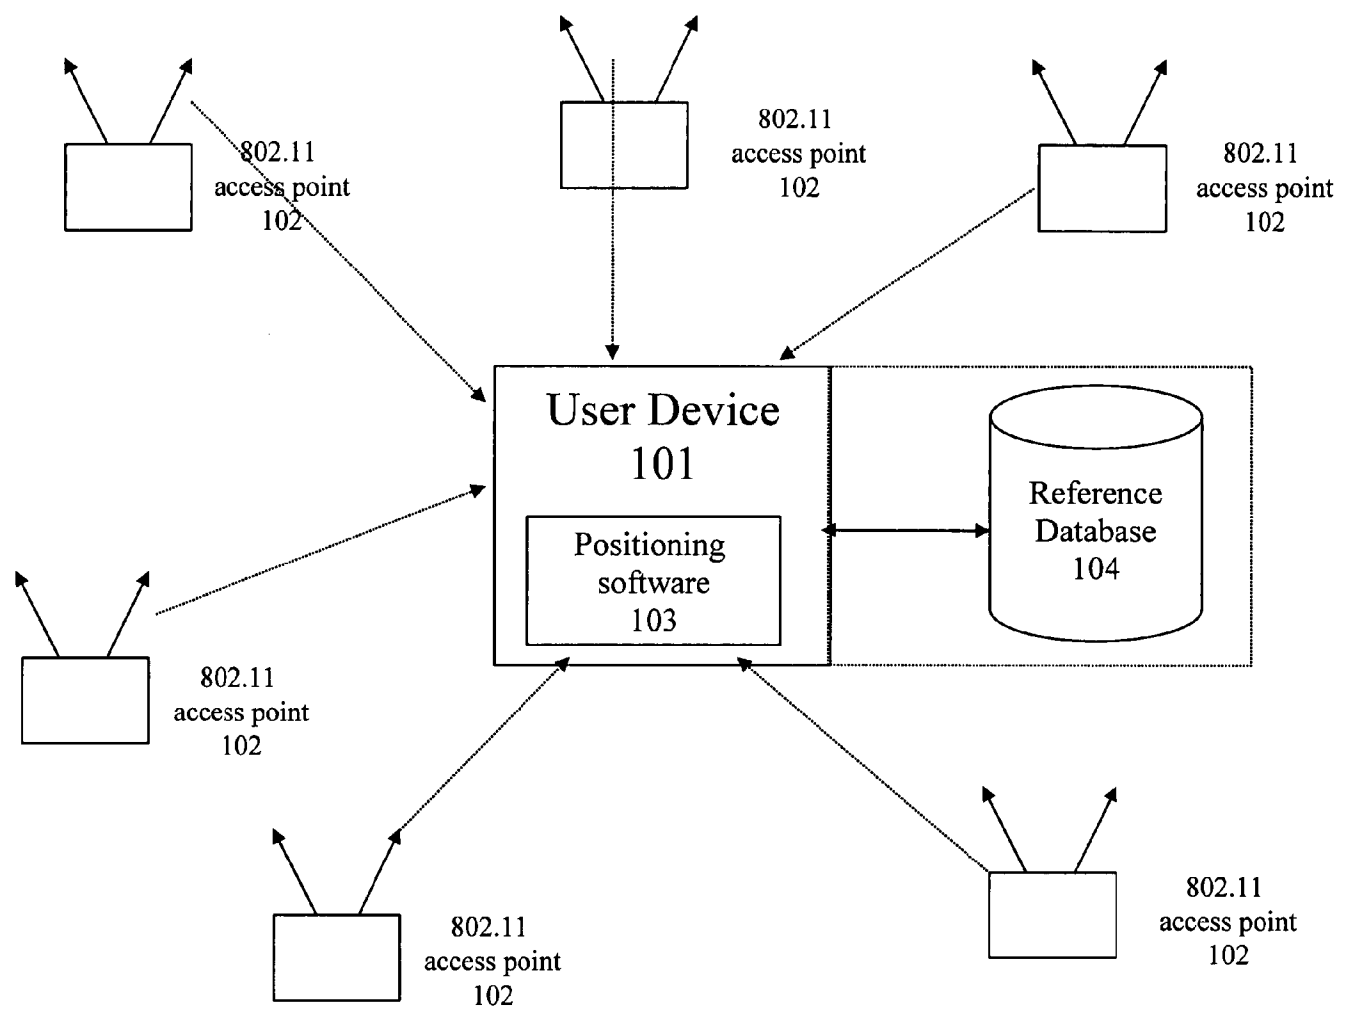 802.11
access point
102
802.11
access point
102
802.11
access point
102
User Device
101
Positioning
software
103
Reference
Database
104
802.11
access point
102
802.11
access point
102
802.11
access point
102